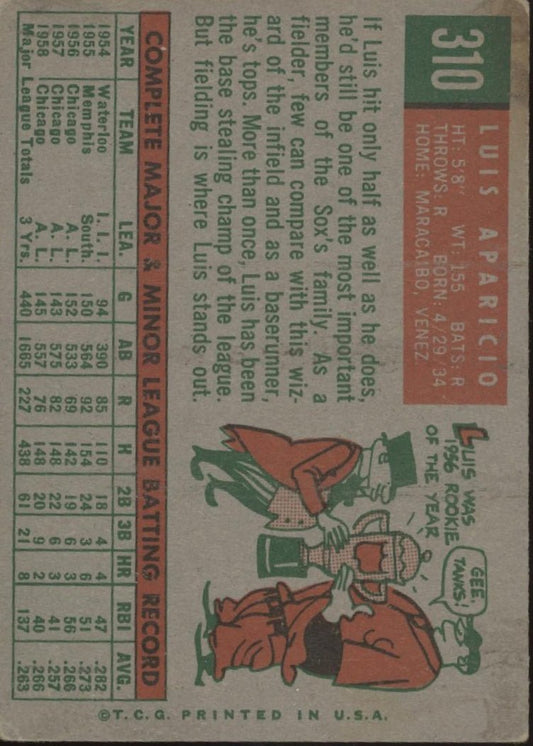 310
LUIS APARICIO
HT: 5'8" WT: 155 BATS: R
THROWS: R BORN: 4/29/34
HOME: MARACAIBO, VENEZ.
If Luis hit only half as well as he does,
he'd still be one of the most important
members of the Sox's family. As a
fielder, few can compare with this wiz-
ard of the infield and as a baserunner,
he's tops. More than once, Luis has been
the base stealing champ of the league.
But fielding is where Luis stands out.
LUIS WAS
1956 ROOKIE
OF THE YEAR
GEE,
TANKS!
COMPLETE MAJOR & MINOR LEAGUE BATTING RECORD
YEAR TEAM LEA. G AB R H 2B 3B HR RBI AVG.
1954 Waterloo I. I. I. 94 390 85 110 18 4 4 47 .282
1955 Memphis South. 150 564 92 154 24 3 6 51 .273
1956 Chicago A. L. 152 533 69 142 19 6 3 56 .266
1957 Chicago A. L. 143 575 82 148 22 6 3 41 .257
1958 Chicago A. L. 145 557 76 148 20 9 2 40 .266
Major League Totals 3 Yrs. 440 1665 227 438 61 21 8 137 .263
© T. C. G. PRINTED IN U.S.A.